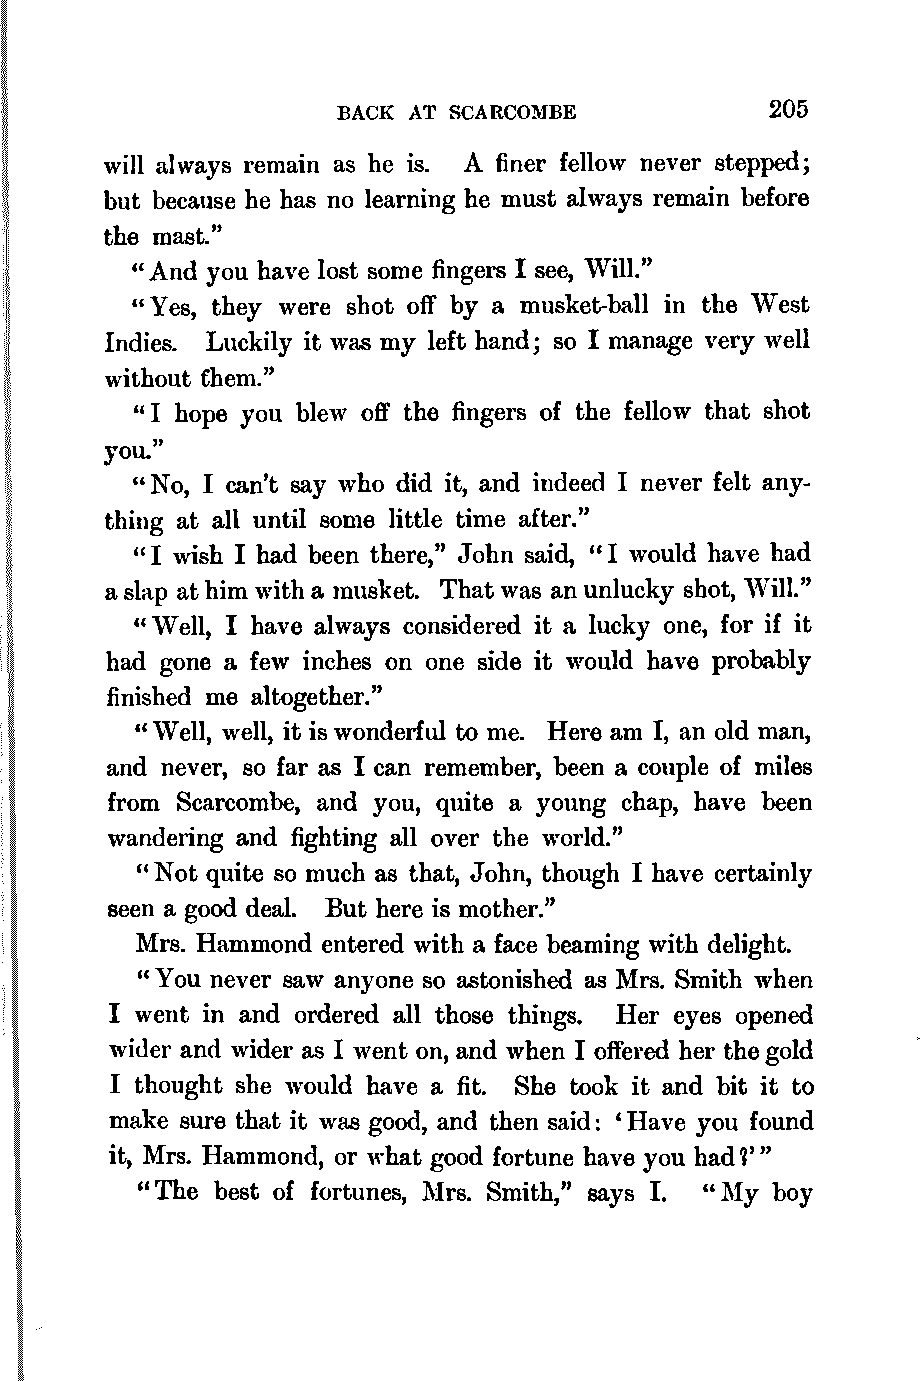 BACK AT SCARCOMBE 205
will always remain as he is. A finer fellow never stepped;
but because he has no learning he must always remain before
the mast.”
“And you have lost some fingers I see, Will.”
“Yes, they were shot off by a musket-ball in the West
Indies. Luckily it was my left hand; so I manage very well
without them.”
“I hope you blew off the fingers of the fellow that shot
you.”
“No, I can’t say who did it, and indeed I never felt any-
thing at all until some little time after.”
“I wish I had been there,” John said, “I would have had
a slap at him with a musket. That was an unlucky shot, Will.”
“Well, I have always considered it a lucky one, for if it
had gone a few inches on one side it would have probably
finished me altogether.”
“Well, well, it is wonderful to me. Here am I, an old man,
and never, so far as I can remember, been a couple of miles
from Scarcombe, and you, quite a young chap, have been
wandering and fighting all over the world.”
“Not quite so much as that, John, though I have certainly
seen a good deal. But here is mother.”
Mrs. Hammond entered with a face beaming with delight.
“You never saw anyone so astonished as Mrs. Smith when
I went in and ordered all those things. Her eyes opened
wider and wider as I went on, and when I offered her the gold
I thought she would have a fit. She took it and bit it to
make sure that it was good, and then said: ‘Have you found
it, Mrs. Hammond, or what good fortune have you had?’”
“The best of fortunes, Mrs. Smith,” says I. “My boy